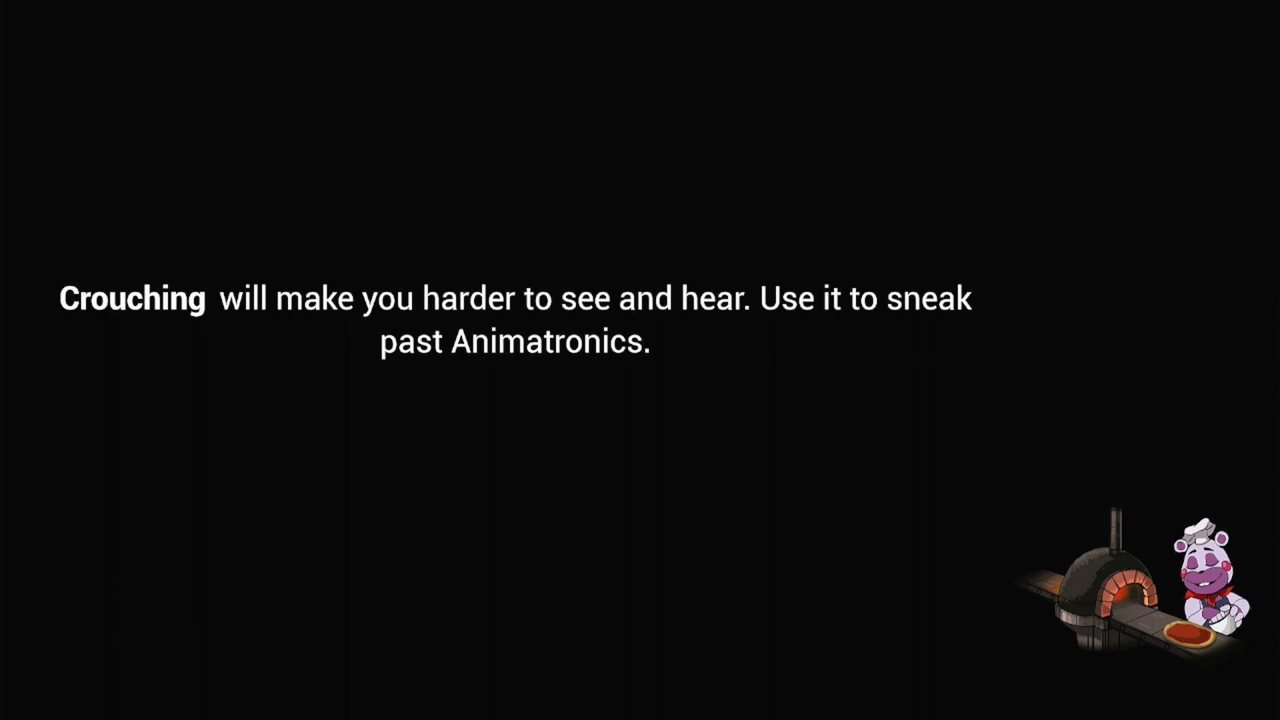 Crouching will make you harder to see and hear. Use it to sneak
past Animatronics.